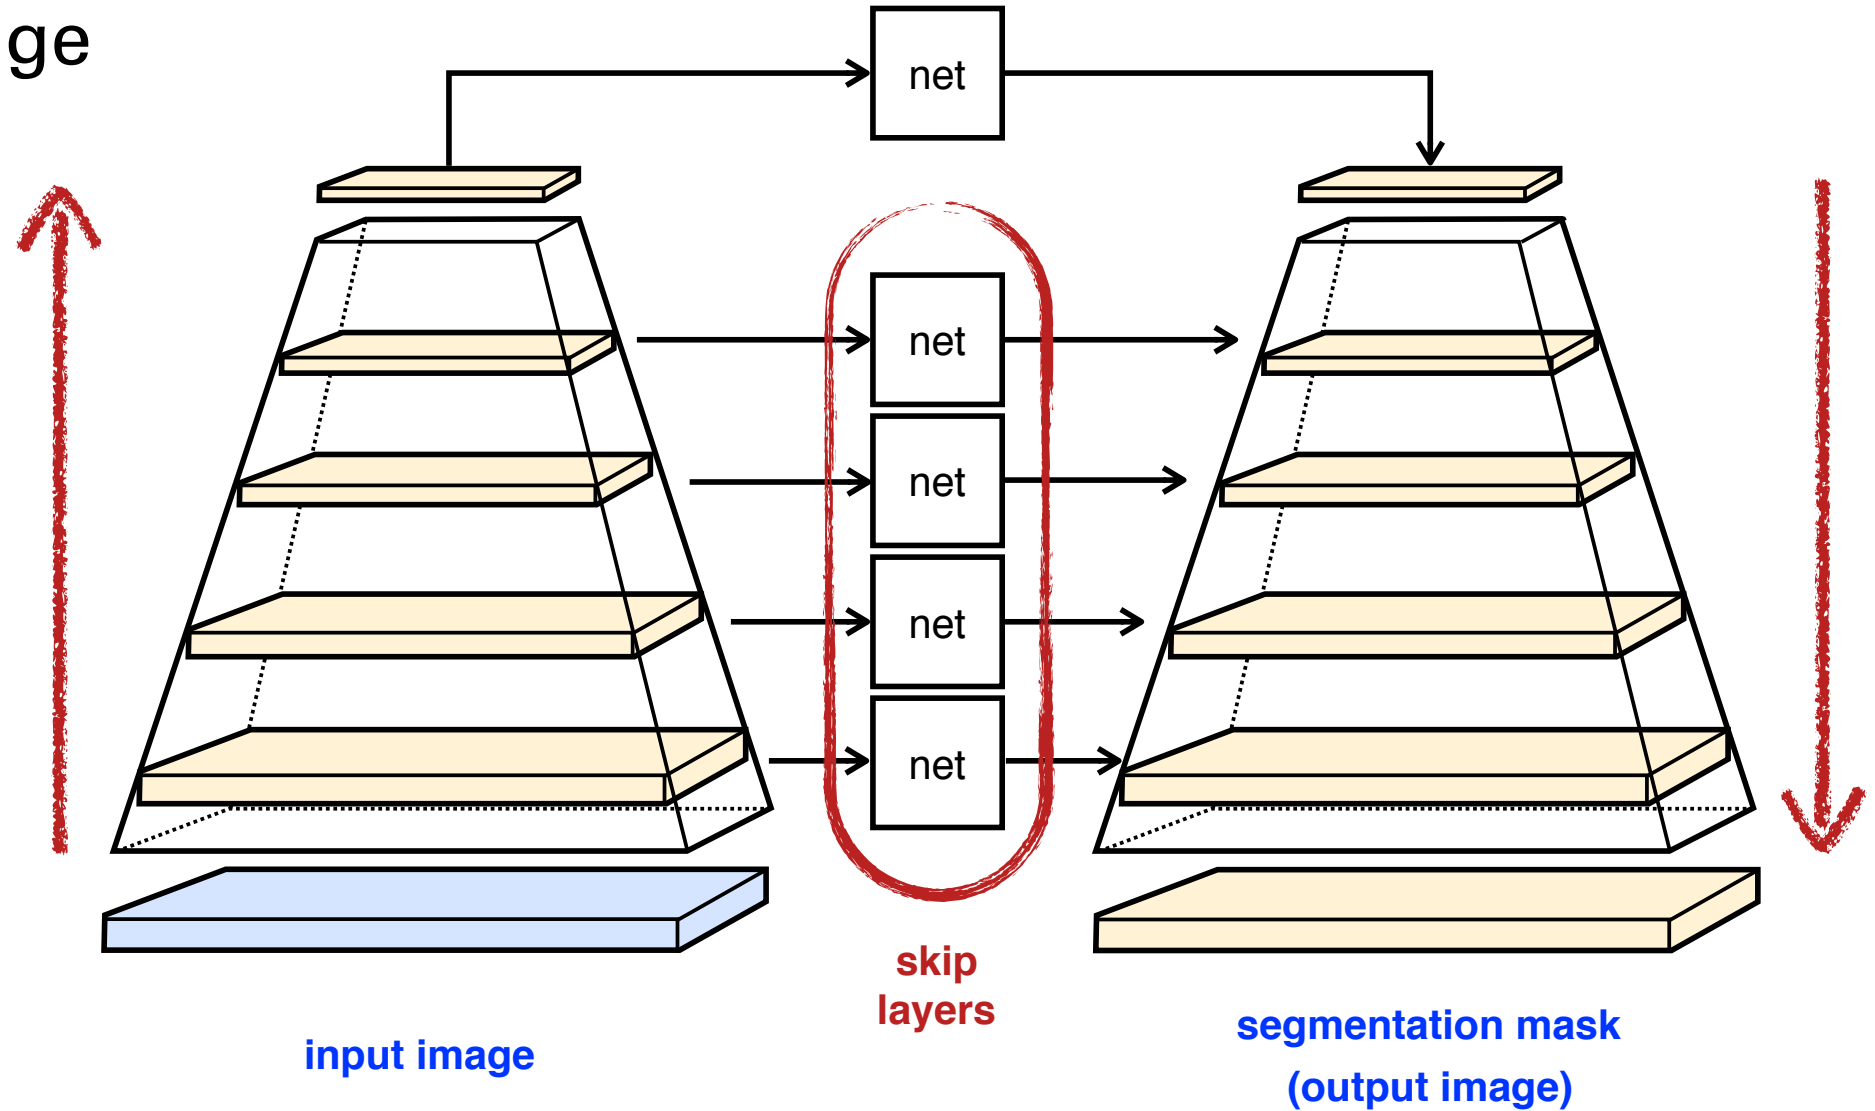 ge
net
net
net
net
net
skip
layers
input image
segmentation mask
(output image)